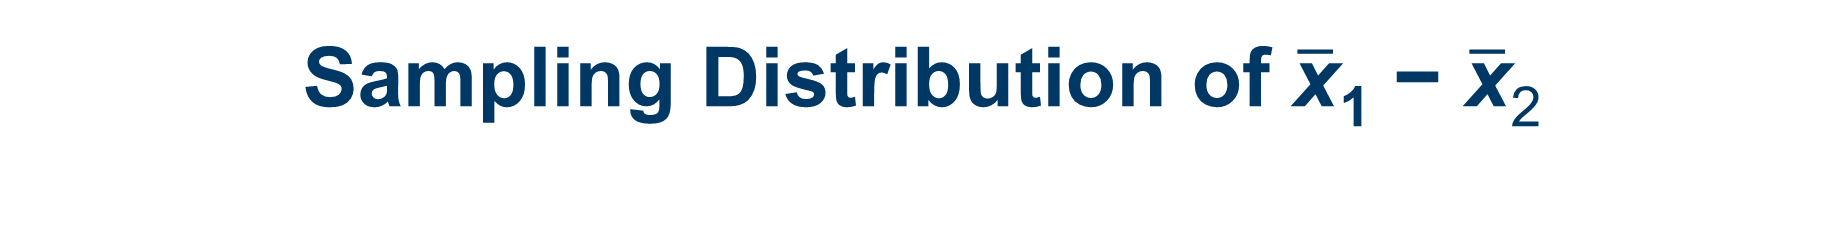 Sampling Distribution of x̄₁ − x̄₂